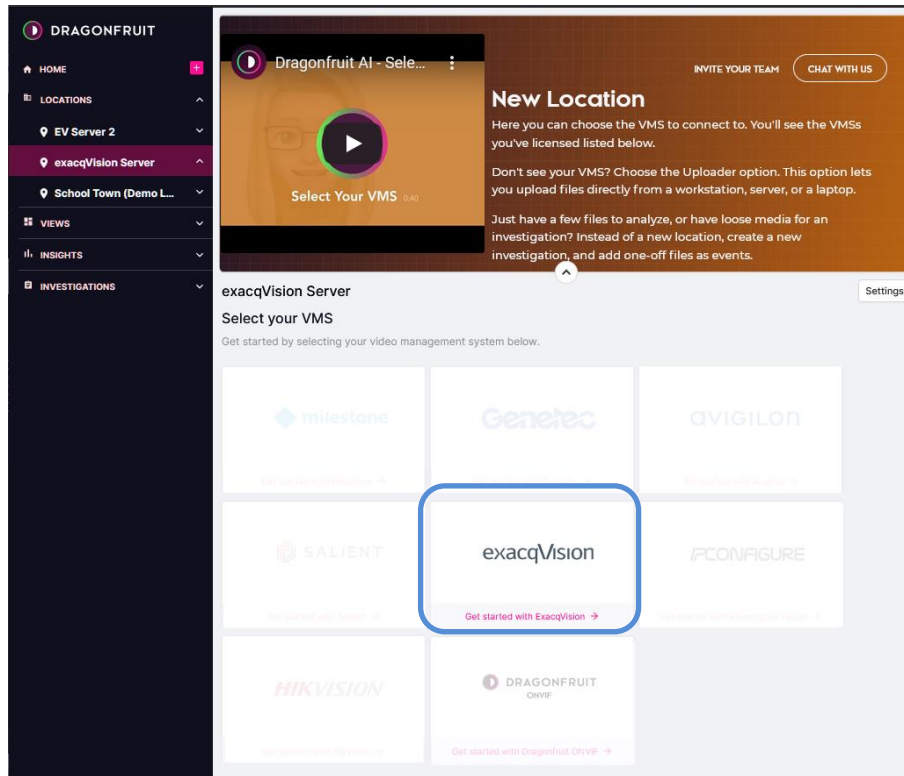 DRAGONFRUIT
HOME
LOCATIONS
EV Server 2
exacqVision Server
School Town (Demo L...
VIEWS
INSIGHTS
INVESTIGATIONS
Dragonfruit AI - Sele...
Select Your VMS 0:40
INVITE YOUR TEAM
CHAT WITH US
New Location
Here you can choose the VMS to connect to. You'll see the VMSs
you've licensed listed below.
Don't see your VMS? Choose the Uploader option. This option lets
you upload files directly from a workstation, server, or a laptop.
Just have a few files to analyze, or have loose media for an
investigation? Instead of a new location, create a new
investigation, and add one-off files as events.
exacqVision Server
Settings
Select your VMS
Get started by selecting your video management system below.
milestone
Genetec
avigilon
SALIENT
exacqVision
IPCONFIGURE
Get started with ExacqVision →
HIKVISION
DRAGONFRUIT
ONVIF
Get started with Dragonfruit ONVIF →